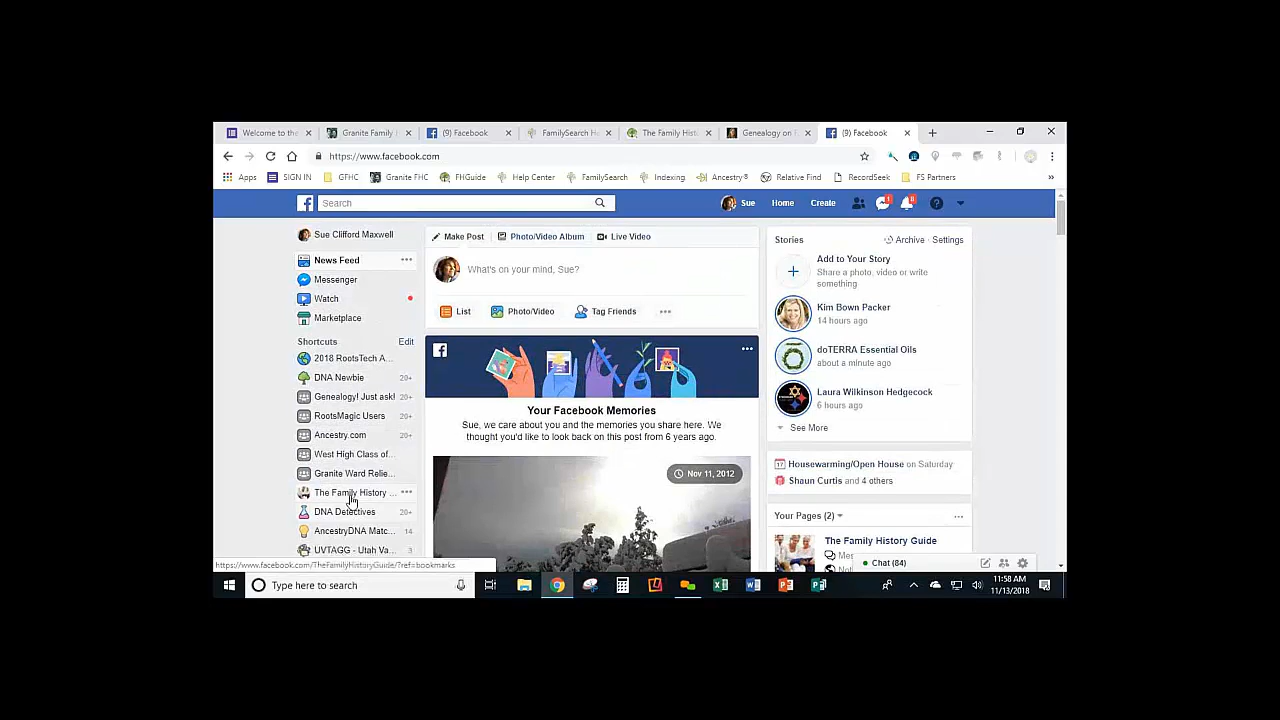 Welcome to the
Granite Family
(9) Facebook
FamilySearch He
The Family Hist
Genealogy on F
(9) Facebook
https://www.facebook.com
Apps
SIGN IN
GFHC
Granite FHC
FHGuide
Help Center
FamilySearch
Indexing
Ancestry®
Relative Find
RecordSeek
FS Partners
»
Search
Sue
Home
Create
1
8
Sue Clifford Maxwell
News Feed
Messenger
Watch
Marketplace
Shortcuts
Edit
2018 RootsTech A...
DNA Newbie
20+
Genealogy! Just ask!
20+
RootsMagic Users
20+
Ancestry.com
20+
West High Class of...
Granite Ward Relie...
The Family History ...
DNA Detectives
20+
AncestryDNA Matc...
14
UVTAGG - Utah Va...
3
https://www.facebook.com/TheFamilyHistoryGuide/?ref=bookmarks
Make Post
Photo/Video Album
Live Video
What's on your mind, Sue?
List
Photo/Video
Tag Friends
Your Facebook Memories
Sue, we care about you and the memories you share here. We
thought you'd like to look back on this post from 6 years ago.
Nov 11, 2012
Stories
Archive · Settings
Add to Your Story
Share a photo, video or write
something
Kim Bown Packer
14 hours ago
doTERRA Essential Oils
about a minute ago
Laura Wilkinson Hedgecock
6 hours ago
See More
Housewarming/Open House on Saturday
Shaun Curtis and 4 others
Your Pages (2)
The Family History Guide
Mes
Not
Chat (84)
Type here to search
11:58 AM
11/13/2018